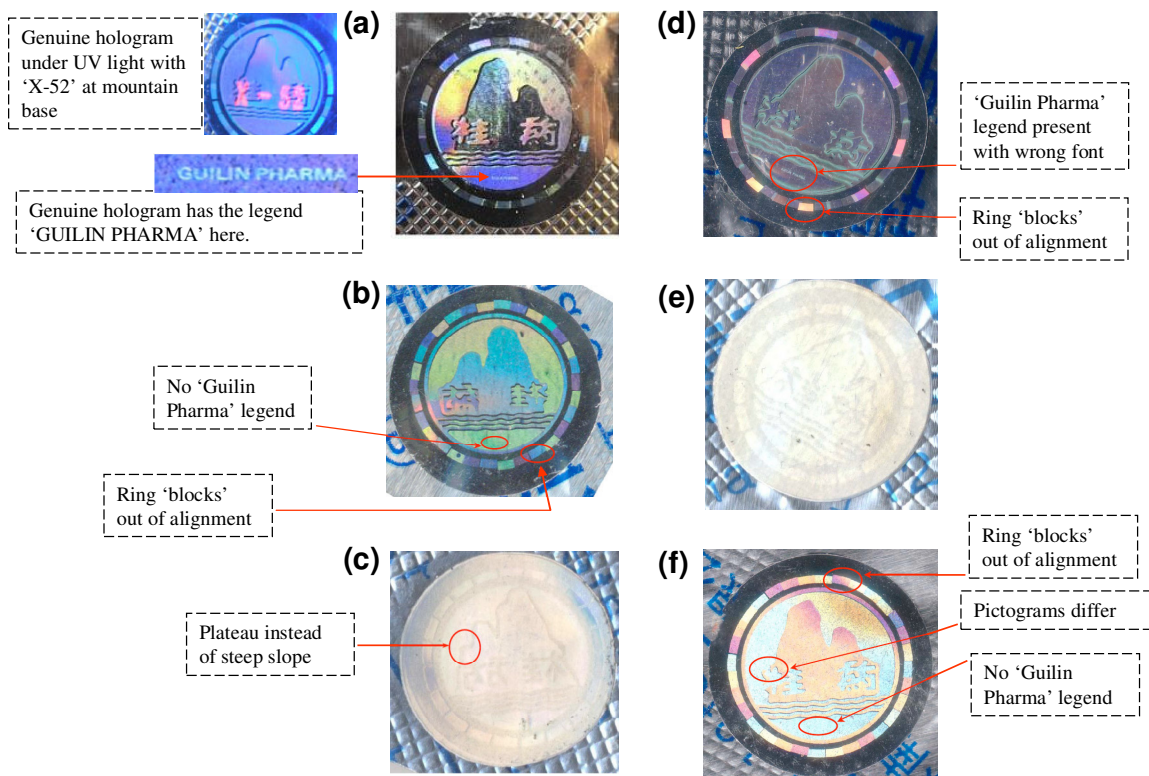 (a)
Genuine hologram
under UV light with
‘X-52’ at mountain
base
GUILIN PHARMA
Genuine hologram has the legend
‘GUILIN PHARMA’ here.
桂 药
(d)
‘Guilin Pharma’
legend present
with wrong font
Ring ‘blocks’
out of alignment
(b)
No ‘Guilin
Pharma’ legend
Ring ‘blocks’
out of alignment
(e)
(c)
Plateau instead
of steep slope
(f)
Ring ‘blocks’
out of alignment
Pictograms differ
No ‘Guilin
Pharma’ legend